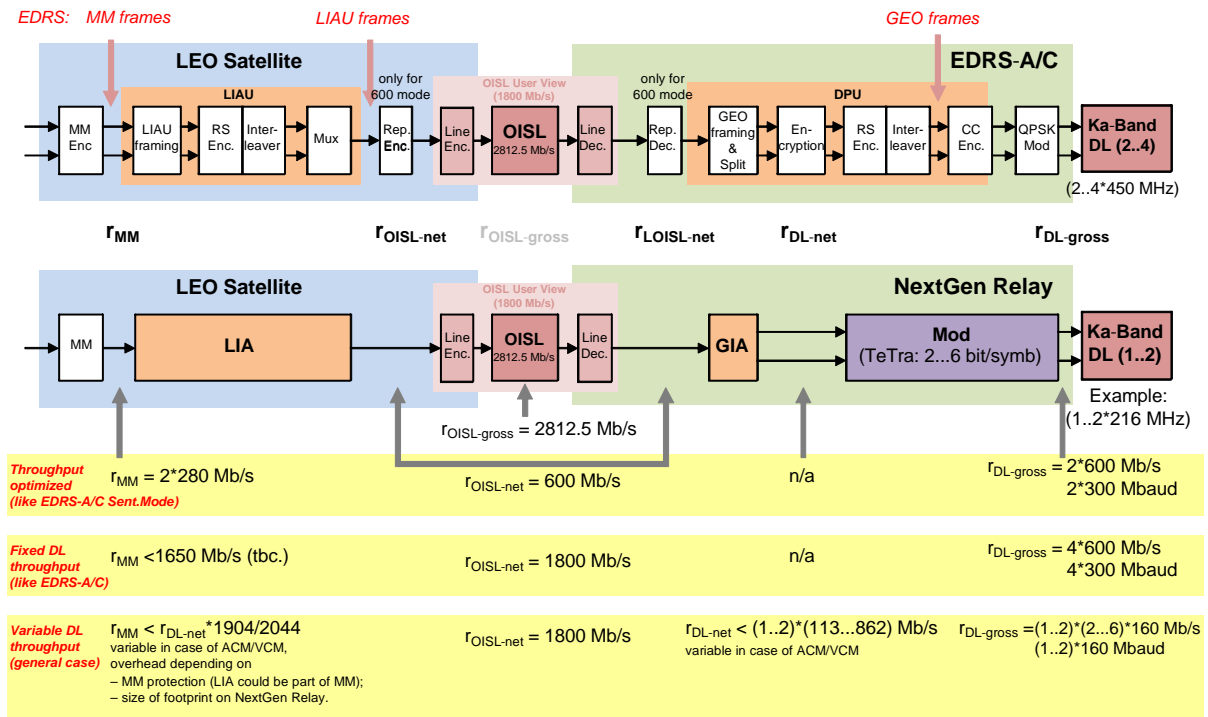 EDRS: MM frames LIAU frames GEO frames
LEO Satellite
EDRS-A/C
LIAU
only for
600 mode
OISL User View
(1800 Mb/s)
only for
600 mode
DPU
MM
Enc
LIAU
framing
RS
Enc.
Inter-
leaver
Mux
Rep.
Enc.
Line
Enc.
OISL
2812.5 Mb/s
Line
Dec.
Rep.
Dec.
GEO
framing
&
Split
En-
cryption
RS
Enc.
Inter-
leaver
CC
Enc.
QPSK
Mod
Ka-Band
DL (2..4)
(2..4*450 MHz)
rMM rOISL-net rOISL-gross rLOISL-net rDL-net rDL-gross
LEO Satellite
OISL User View
(1800 Mb/s)
NextGen Relay
MM
LIA
Line
Enc.
OISL
2812.5 Mb/s
Line
Dec.
GIA
Mod
(TeTra: 2...6 bit/symb)
Ka-Band
DL (1..2)
Example:
(1..2*216 MHz)
rOISL-gross = 2812.5 Mb/s
Throughput
optimized
(like EDRS-A/C Sent.Mode)
rMM = 2*280 Mb/s
rOISL-net = 600 Mb/s
n/a
rDL-gross = 2*600 Mb/s
2*300 Mbaud
Fixed DL
throughput
(like EDRS-A/C)
rMM <1650 Mb/s (tbc.)
rOISL-net = 1800 Mb/s
n/a
rDL-gross = 4*600 Mb/s
4*300 Mbaud
Variable DL
throughput
(general case)
rMM < rDL-net*1904/2044
variable in case of ACM/VCM,
overhead depending on
– MM protection (LIA could be part of MM);
– size of footprint on NextGen Relay.
rOISL-net = 1800 Mb/s
rDL-net < (1..2)*(113...862) Mb/s
variable in case of ACM/VCM
rDL-gross =(1..2)*(2...6)*160 Mb/s
(1..2)*160 Mbaud